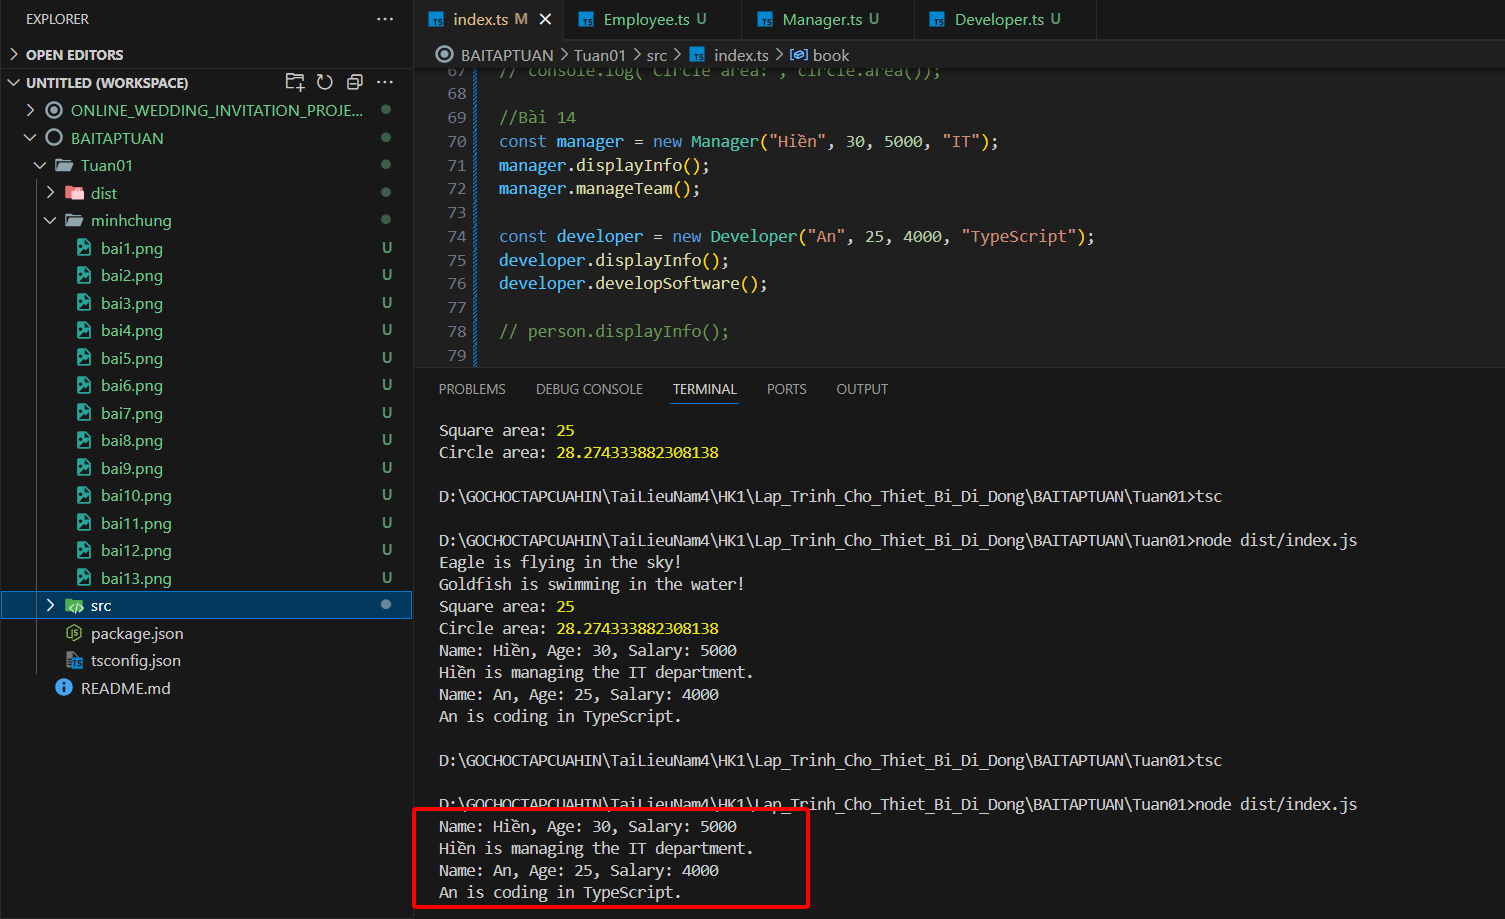 EXPLORER
OPEN EDITORS
UNTITLED (WORKSPACE)
ONLINE_WEDDING_INVITATION_PROJE...
BAITAPTUAN
Tuan01
dist
minhchung
bai1.png U
bai2.png U
bai3.png U
bai4.png U
bai5.png U
bai6.png U
bai7.png U
bai8.png U
bai9.png U
bai10.png U
bai11.png U
bai12.png U
bai13.png U
src
package.json
tsconfig.json
README.md
index.ts M Employee.ts U Manager.ts U Developer.ts U
BAITAPTUAN > Tuan01 > src > index.ts > book
67 // console.log("Circle area:", circle.area());
68
69 //Bài 14
70 const manager = new Manager("Hiền", 30, 5000, "IT");
71 manager.displayInfo();
72 manager.manageTeam();
73
74 const developer = new Developer("An", 25, 4000, "TypeScript");
75 developer.displayInfo();
76 developer.developSoftware();
77
78 // person.displayInfo();
79
PROBLEMS DEBUG CONSOLE TERMINAL PORTS OUTPUT
Square area: 25
Circle area: 28.274333882308138
D:\GOCHOCTAPCUAHIN\TaiLieuNam4\HK1\Lap_Trinh_Cho_Thiet_Bi_Di_Dong\BAITAPTUAN\Tuan01>tsc
D:\GOCHOCTAPCUAHIN\TaiLieuNam4\HK1\Lap_Trinh_Cho_Thiet_Bi_Di_Dong\BAITAPTUAN\Tuan01>node dist/index.js
Eagle is flying in the sky!
Goldfish is swimming in the water!
Square area: 25
Circle area: 28.274333882308138
Name: Hiền, Age: 30, Salary: 5000
Hiền is managing the IT department.
Name: An, Age: 25, Salary: 4000
An is coding in TypeScript.
D:\GOCHOCTAPCUAHIN\TaiLieuNam4\HK1\Lap_Trinh_Cho_Thiet_Bi_Di_Dong\BAITAPTUAN\Tuan01>tsc
D:\GOCHOCTAPCUAHIN\TaiLieuNam4\HK1\Lap_Trinh_Cho_Thiet_Bi_Di_Dong\BAITAPTUAN\Tuan01>node dist/index.js
Name: Hiền, Age: 30, Salary: 5000
Hiền is managing the IT department.
Name: An, Age: 25, Salary: 4000
An is coding in TypeScript.